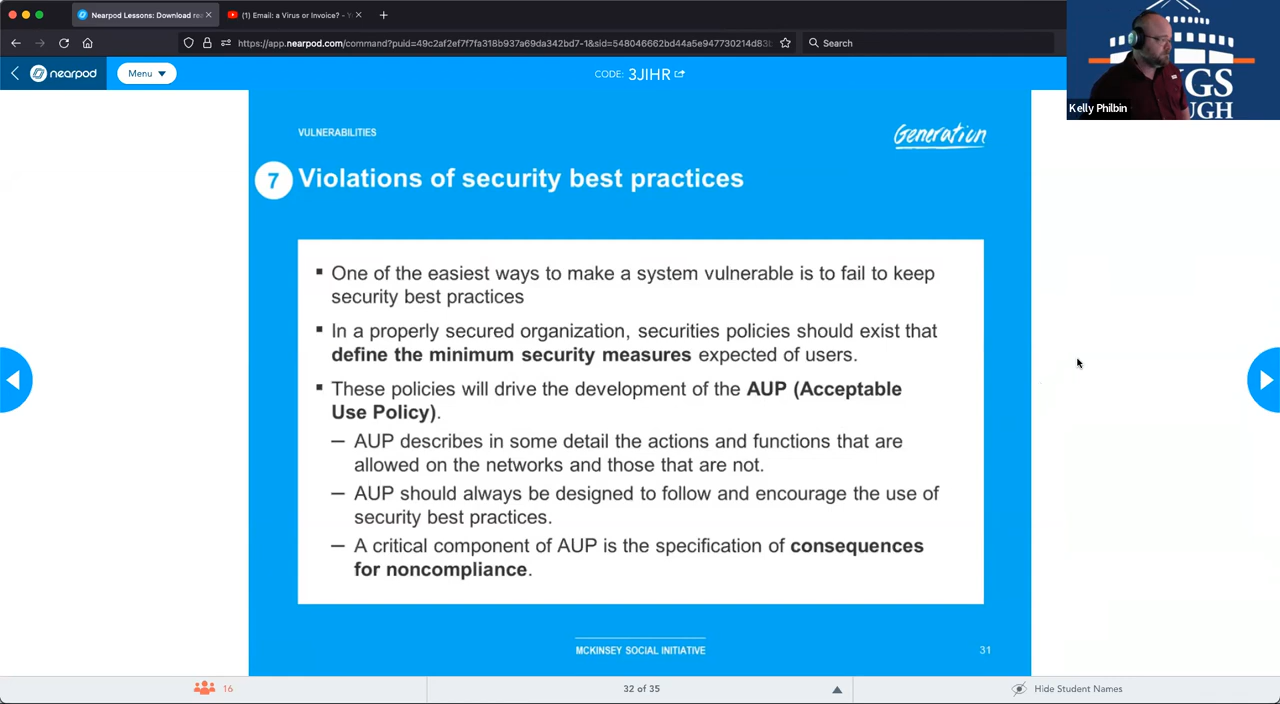 Nearpod Lessons: Download rea
(1) Email: a Virus or Invoice? - Y
https://app.nearpod.com/command?puid=49c2af2ef7f7fa318b937a69da342bd7-1&sid=548046662bd44a5e947730214d83b
Search
nearpod
Menu
CODE: 3JIHR
GS
UGH
Kelly Philbin
VULNERABILITIES
Generation
7
Violations of security best practices
▪ One of the easiest ways to make a system vulnerable is to fail to keep
security best practices
▪ In a properly secured organization, securities policies should exist that
define the minimum security measures expected of users.
▪ These policies will drive the development of the AUP (Acceptable
Use Policy).
– AUP describes in some detail the actions and functions that are
allowed on the networks and those that are not.
– AUP should always be designed to follow and encourage the use of
security best practices.
– A critical component of AUP is the specification of consequences
for noncompliance.
MCKINSEY SOCIAL INITIATIVE
31
16
32 of 35
Hide Student Names